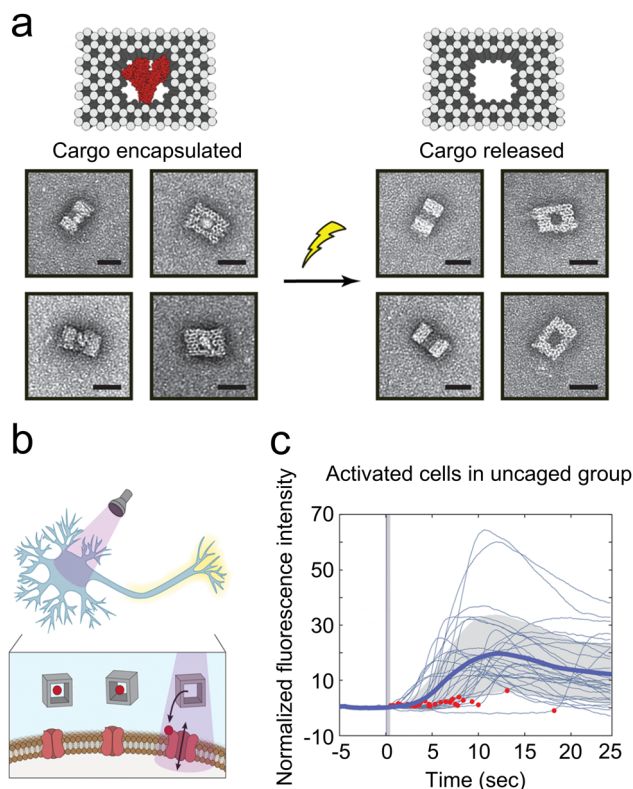 a
Cargo encapsulated
Cargo released
b
c
Activated cells in uncaged group
Normalized fluorescence intensity
70
50
30
10
-10
-5
0
5
10
15
20
25
Time (sec)